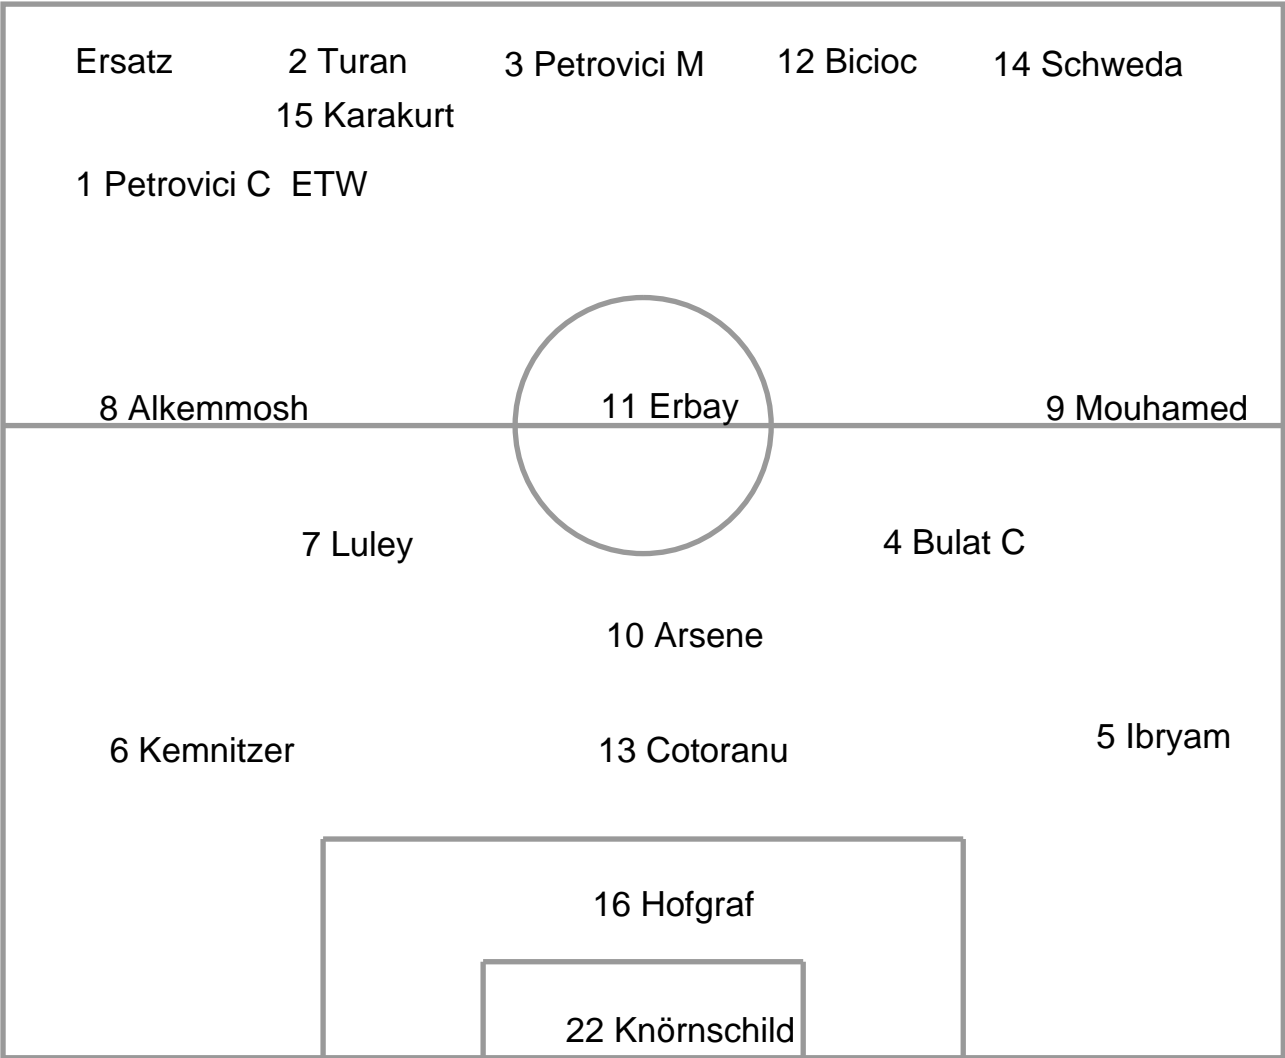 Ersatz 2 Turan 3 Petrovici M 12 Bicioc 14 Schweda
15 Karakurt
1 Petrovici C ETW
8 Alkemmosh 11 Erbay 9 Mouhamed
7 Luley 4 Bulat C
10 Arsene
6 Kemnitzer 13 Cotoranu 5 Ibryam
16 Hofgraf
22 Knörnschild